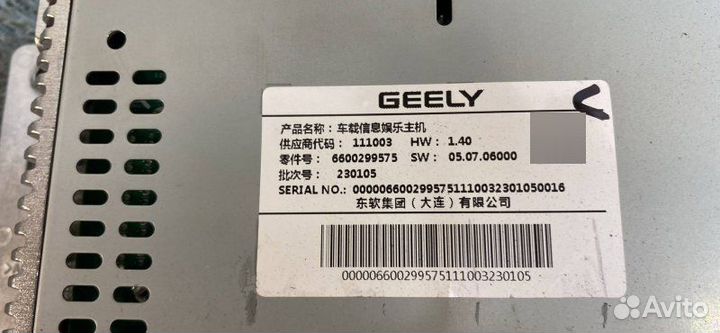 GEELY
产品名称: 车载信息娱乐主机
供应商代码: 111003 HW: 1.40
零件号: 6600299575 SW: 05.07.06000
批次号: 230105
SERIAL NO.: 0000066002995751110032301050016
东软集团(大连)有限公司
000006600299575111003230105
Avito